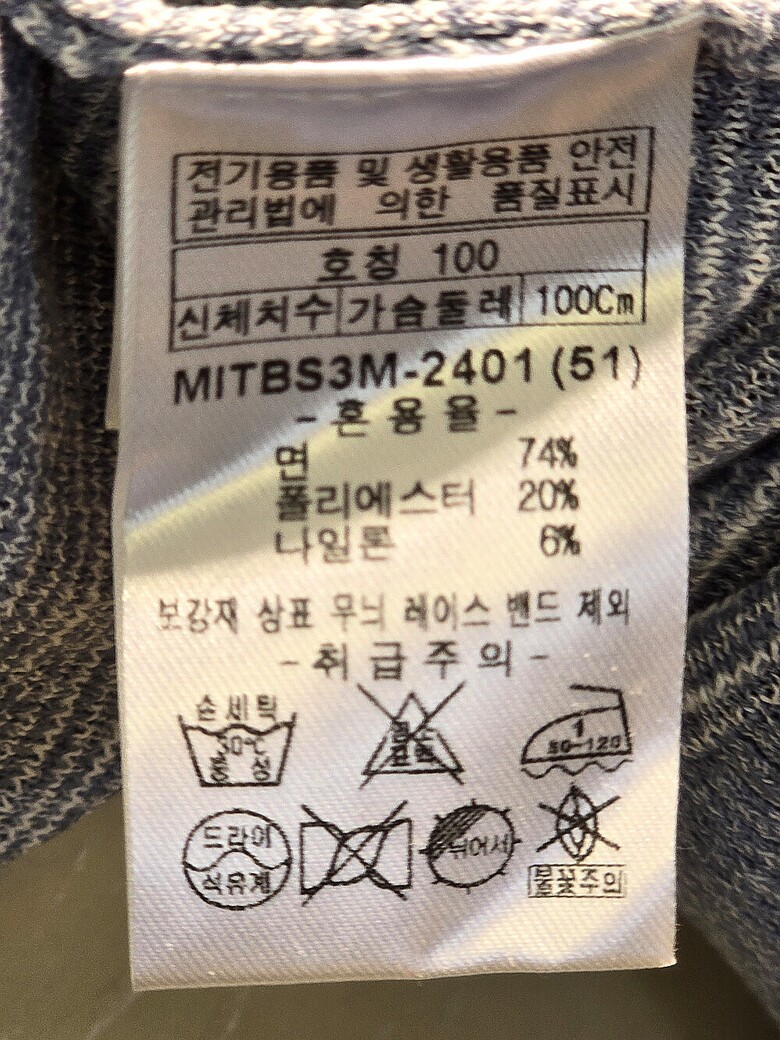 전기용품 및 생활용품 안전
관리법에 의한 품질표시
호칭 100
신체치수 가슴둘레 100Cm
MITBS3M-2401 (51)
- 혼용율 -
면 74%
폴리에스터 20%
나일론 6%
보강재 상표 무늬 레이스 밴드 제외
- 취급주의 -
손세탁
30℃
중성
염소
표백
1
80-120
드라이
석유계
뉘어서
불꽃주의